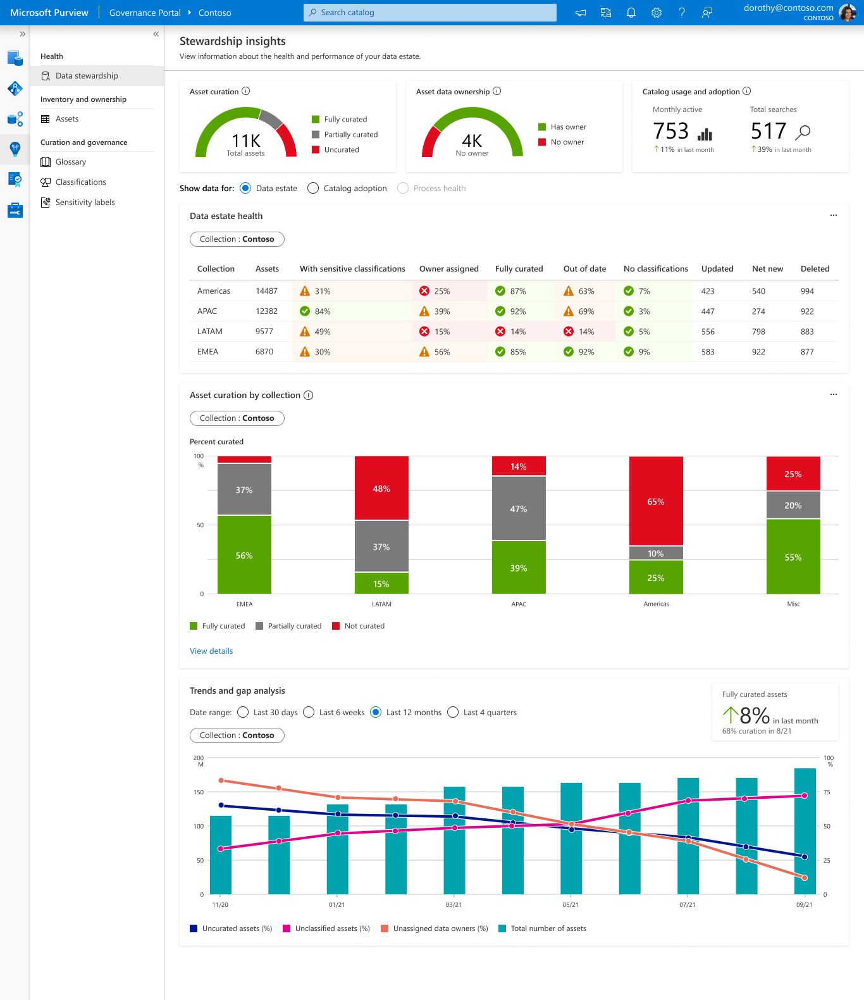 Microsoft Purview
Governance Portal
Contoso
Search catalog
dorothy@contoso.com
CONTOSO
Health
Data stewardship
Inventory and ownership
Assets
Curation and governance
Glossary
Classifications
Sensitivity labels
Stewardship insights
View information about the health and performance of your data estate.
Asset curation
11K
Total assets
Fully curated
Partially curated
Uncurated
Asset data ownership
4K
No owner
Has owner
No owner
Catalog usage and adoption
Monthly active
753
11% in last month
Total searches
517
39% in last month
Show data for: Data estate Catalog adoption Process health
Data estate health
...
Collection : Contoso
Collection Assets With sensitive classifications Owner assigned Fully curated Out of date No classifications Updated Net new Deleted
Americas 14487 31% 25% 87% 63% 7% 423 540 994
APAC 12382 84% 39% 92% 69% 3% 447 274 922
LATAM 9577 49% 15% 14% 14% 5% 556 798 883
EMEA 6870 30% 56% 85% 92% 9% 583 922 877
Asset curation by collection
...
Collection : Contoso
Percent curated
100
%
50
0
37%
56%
48%
37%
15%
14%
47%
39%
65%
10%
25%
25%
20%
55%
EMEA LATAM APAC Americas Misc
Fully curated Partially curated Not curated
View details
Trends and gap analysis
Date range: Last 30 days Last 6 weeks Last 12 months Last 4 quarters
Collection : Contoso
Fully curated assets
8% in last month
68% curation in 8/21
200
M
150
100
50
0
100
%
75
50
25
0
11/20 01/21 03/21 05/21 07/21 09/21
Uncurated assets (%) Unclassified assets (%) Unassigned data owners (%) Total number of assets